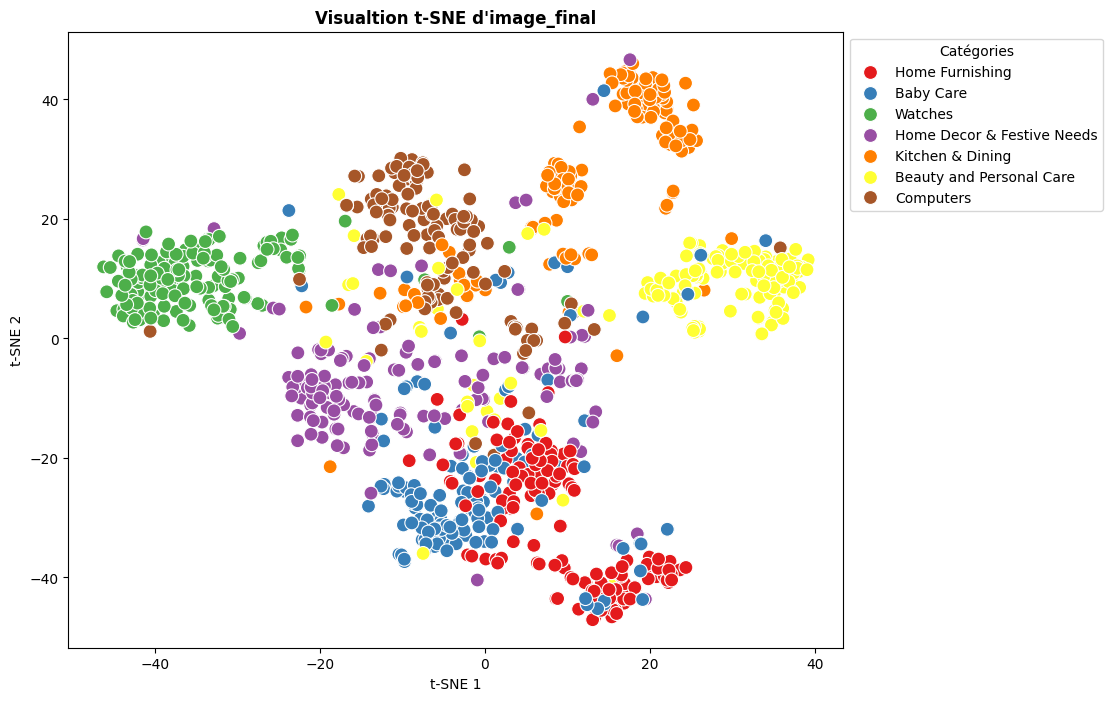 Visualtion t-SNE d'image_final
Catégories
Home Furnishing
Baby Care
Watches
Home Decor & Festive Needs
Kitchen & Dining
Beauty and Personal Care
Computers
t-SNE 2
40
20
0
−20
−40
−40
−20
0
20
40
t-SNE 1